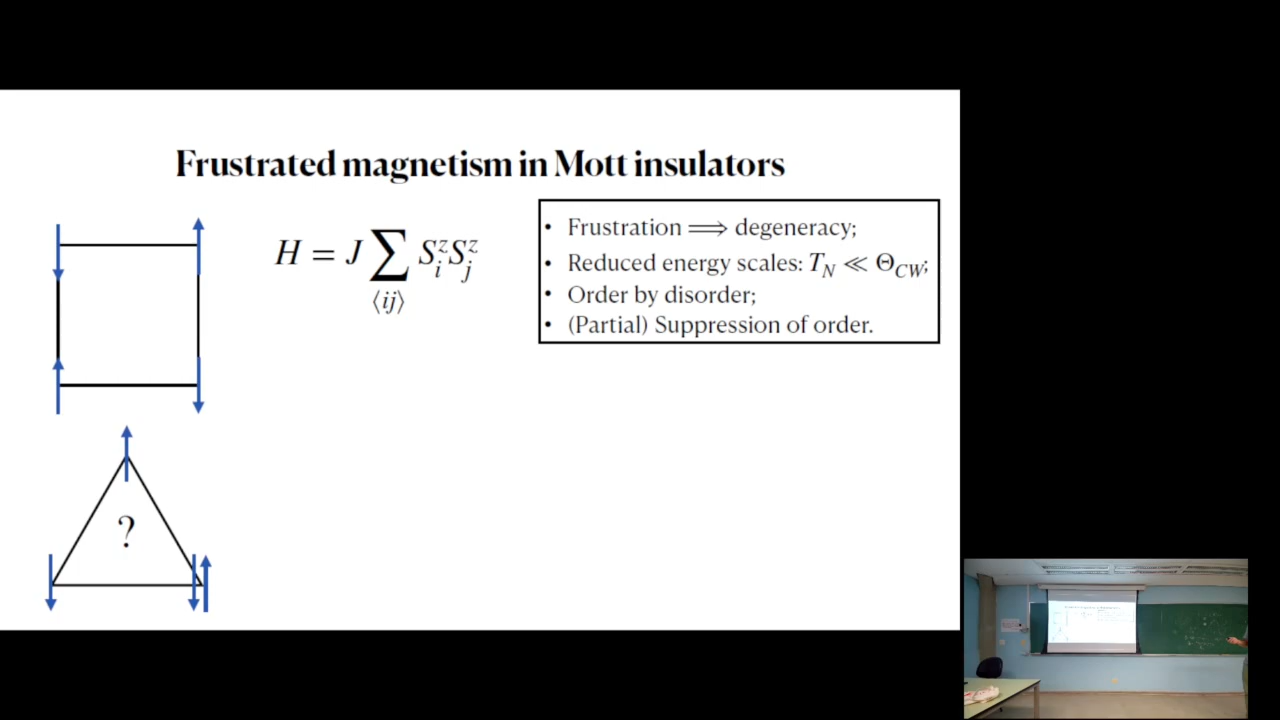 Frustrated magnetism in Mott insulators
H = J ∑ S_i^z S_j^z
⟨ij⟩
• Frustration ⟹ degeneracy;
• Reduced energy scales: T_N ≪ Θ_CW;
• Order by disorder;
• (Partial) Suppression of order.
?